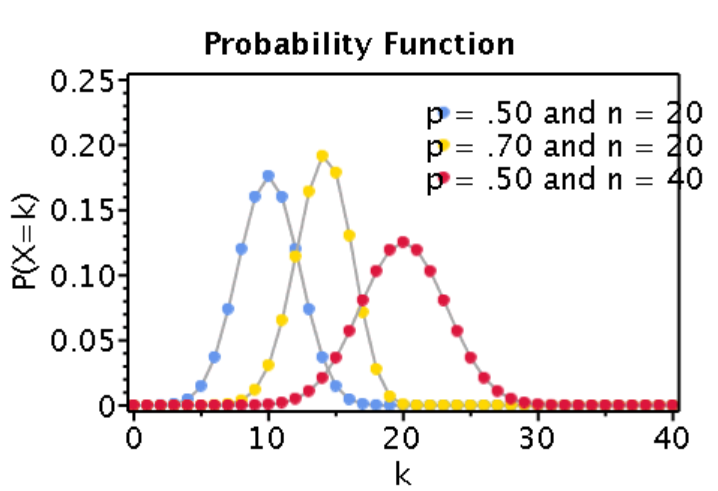 Probability Function
0.25
0.20
0.15
0.10
0.05
0
P(X=k)
p = .50 and n = 20
p = .70 and n = 20
p = .50 and n = 40
0 10 20 30 40
k